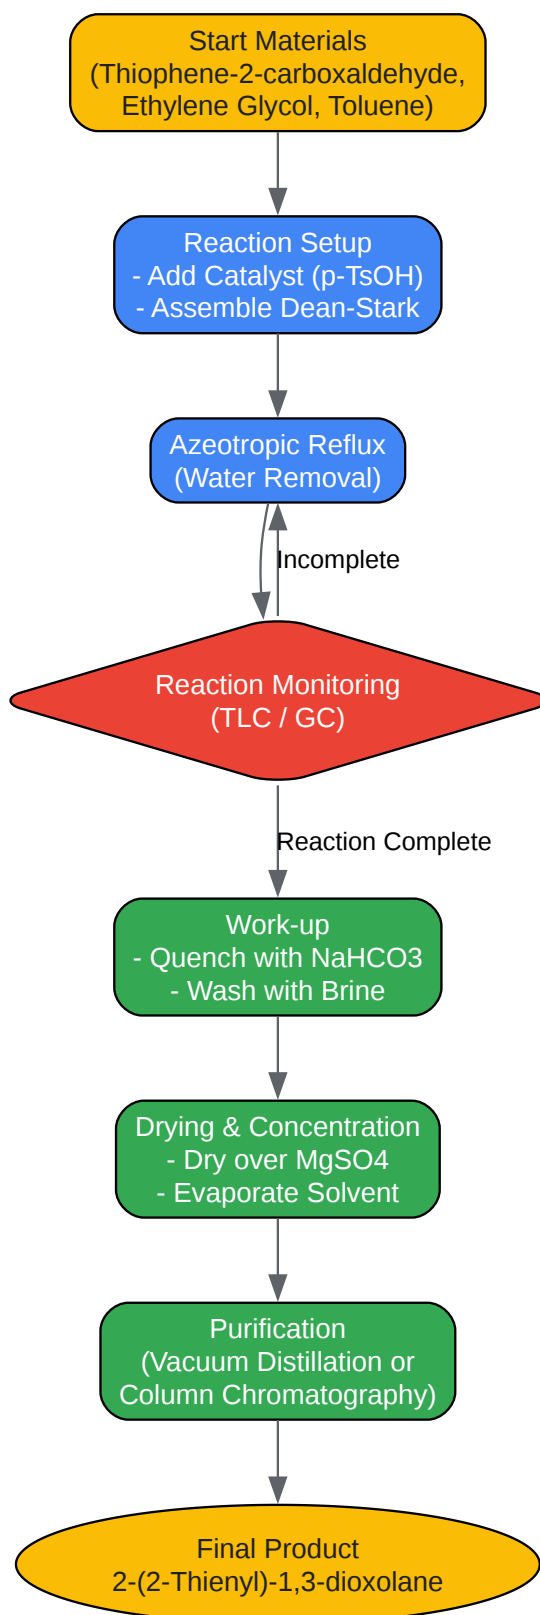 Start Materials
(Thiophene-2-carboxaldehyde,
Ethylene Glycol, Toluene)
Reaction Setup
- Add Catalyst (p-TsOH)
- Assemble Dean-Stark
Azeotropic Reflux
(Water Removal)
Incomplete
Reaction Monitoring
(TLC / GC)
Reaction Complete
Work-up
- Quench with NaHCO3
- Wash with Brine
Drying & Concentration
- Dry over MgSO4
- Evaporate Solvent
Purification
(Vacuum Distillation or
Column Chromatography)
Final Product
2-(2-Thienyl)-1,3-dioxolane